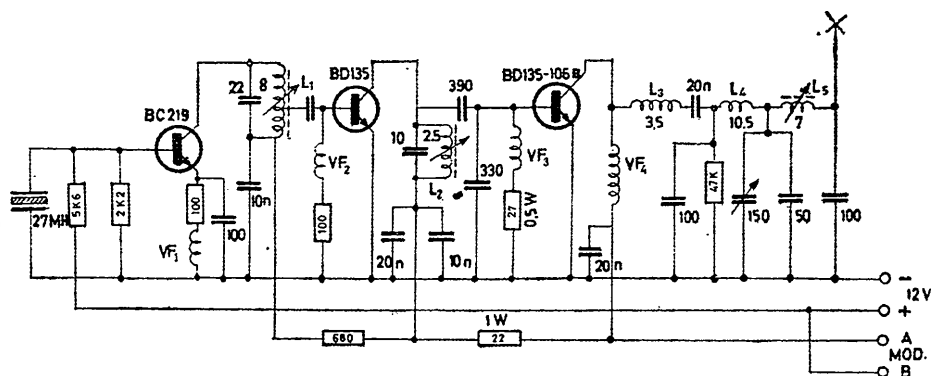 BC219
22
8
L1
BD135
390
BD135-106B
L3
3,5
20n
L4
10,5
L5
7
VF2
10
2,5
L2
VF3
VF4
27MH
5K6
2K2
100
VF1
100
10n
100
20n
10n
330
27
0,5W
20n
100
47K
150
50
100
−
12V
+
1W
680
22
A
MOD.
B